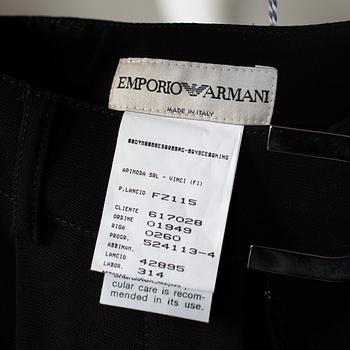 EMPORIO ARMANI
MADE IN ITALY
APIMODA SRL - VINCI (FI)
P.LANCIO FZ115
CLIENTE 617028
ORDINE 01949
RIGA 0260
PROGR. 524113-4
ABBINAM.
LANCIO 42895
LABOR. 314
cular care is recom-
mended in its use.